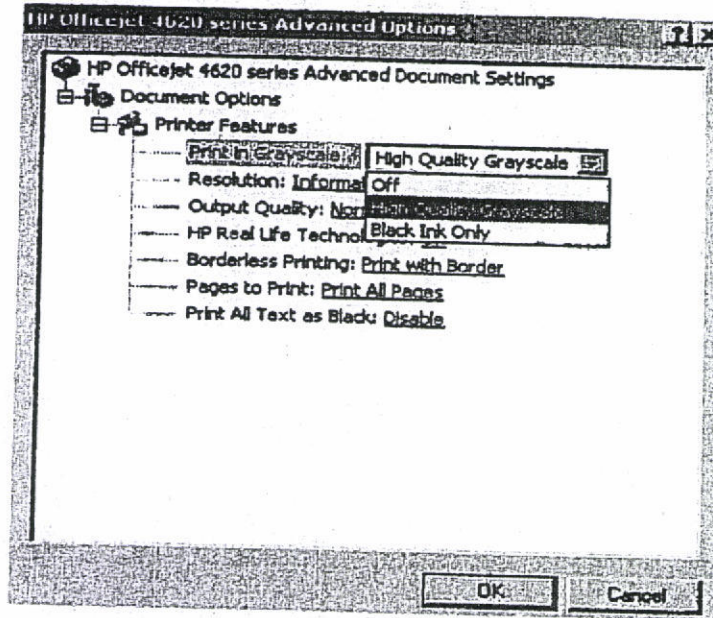 HP Officejet 4620 series Advanced Options
HP Officejet 4620 series Advanced Document Settings
Document Options
Printer Features
Print in Grayscale: High Quality Grayscale
Resolution: Informa
Off
Output Quality: Nor
High Quality Grayscale
HP Real Life Technol
Black Ink Only
Borderless Printing: Print with Border
Pages to Print: Print All Pages
Print All Text as Black: Disable
OK
Cancel